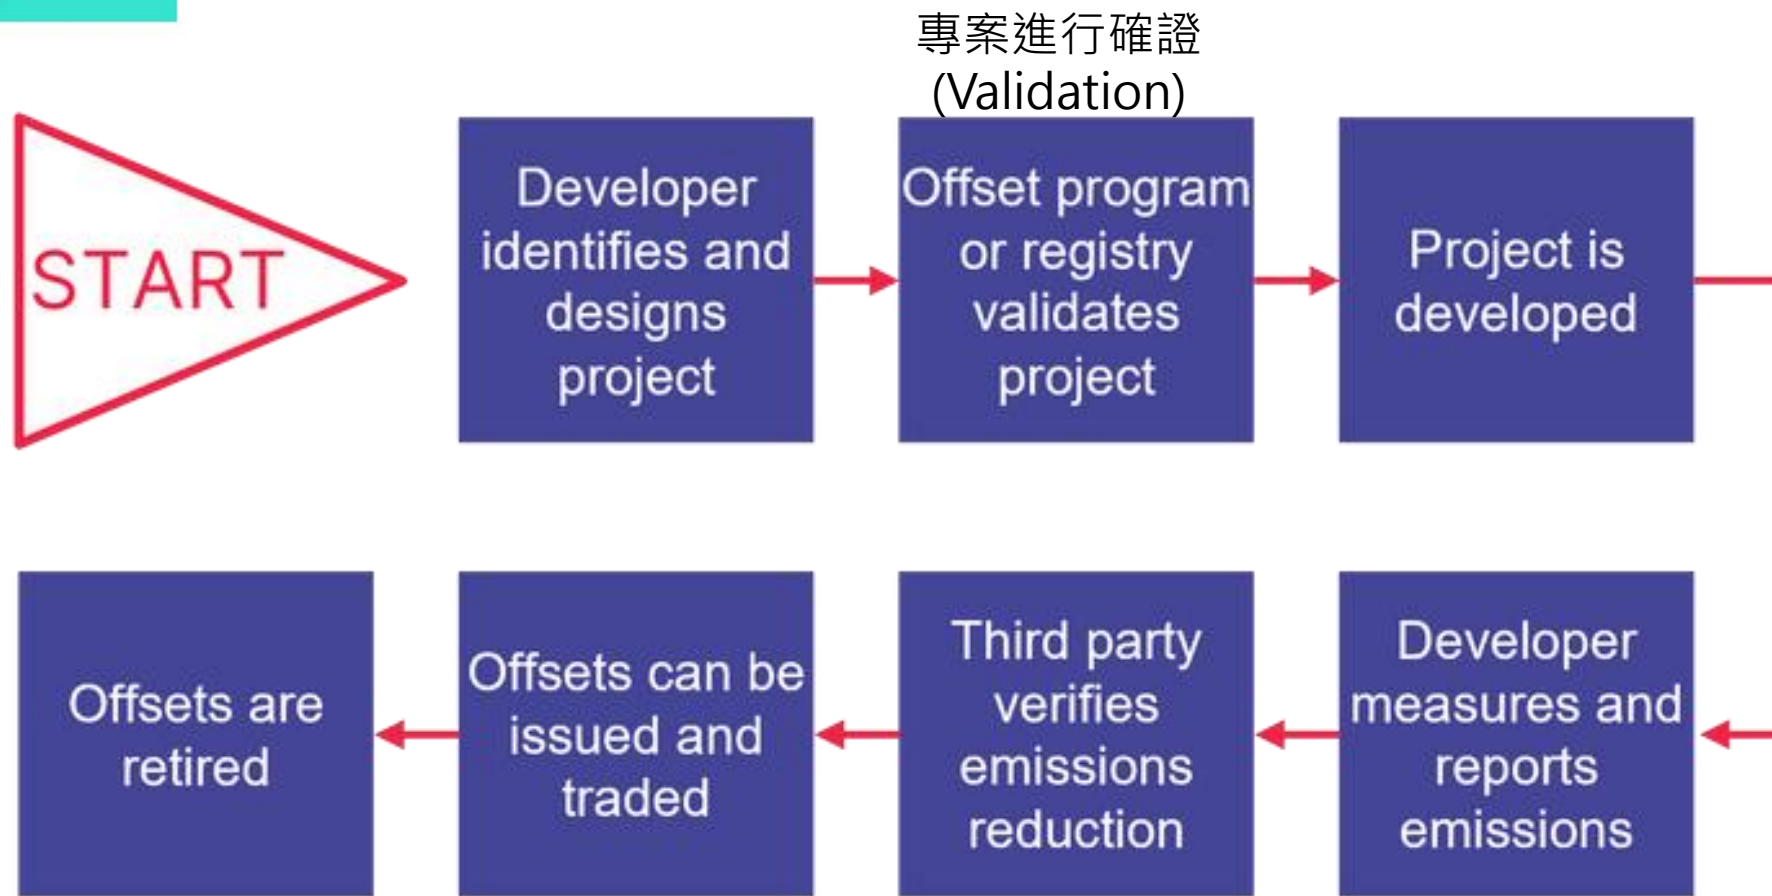 專案進行確證
(Validation)
START
Developer
identifies and
designs
project
Offset program
or registry
validates
project
Project is
developed
Developer
measures and
reports
emissions
Third party
verifies
emissions
reduction
Offsets can be
issued and
traded
Offsets are
retired